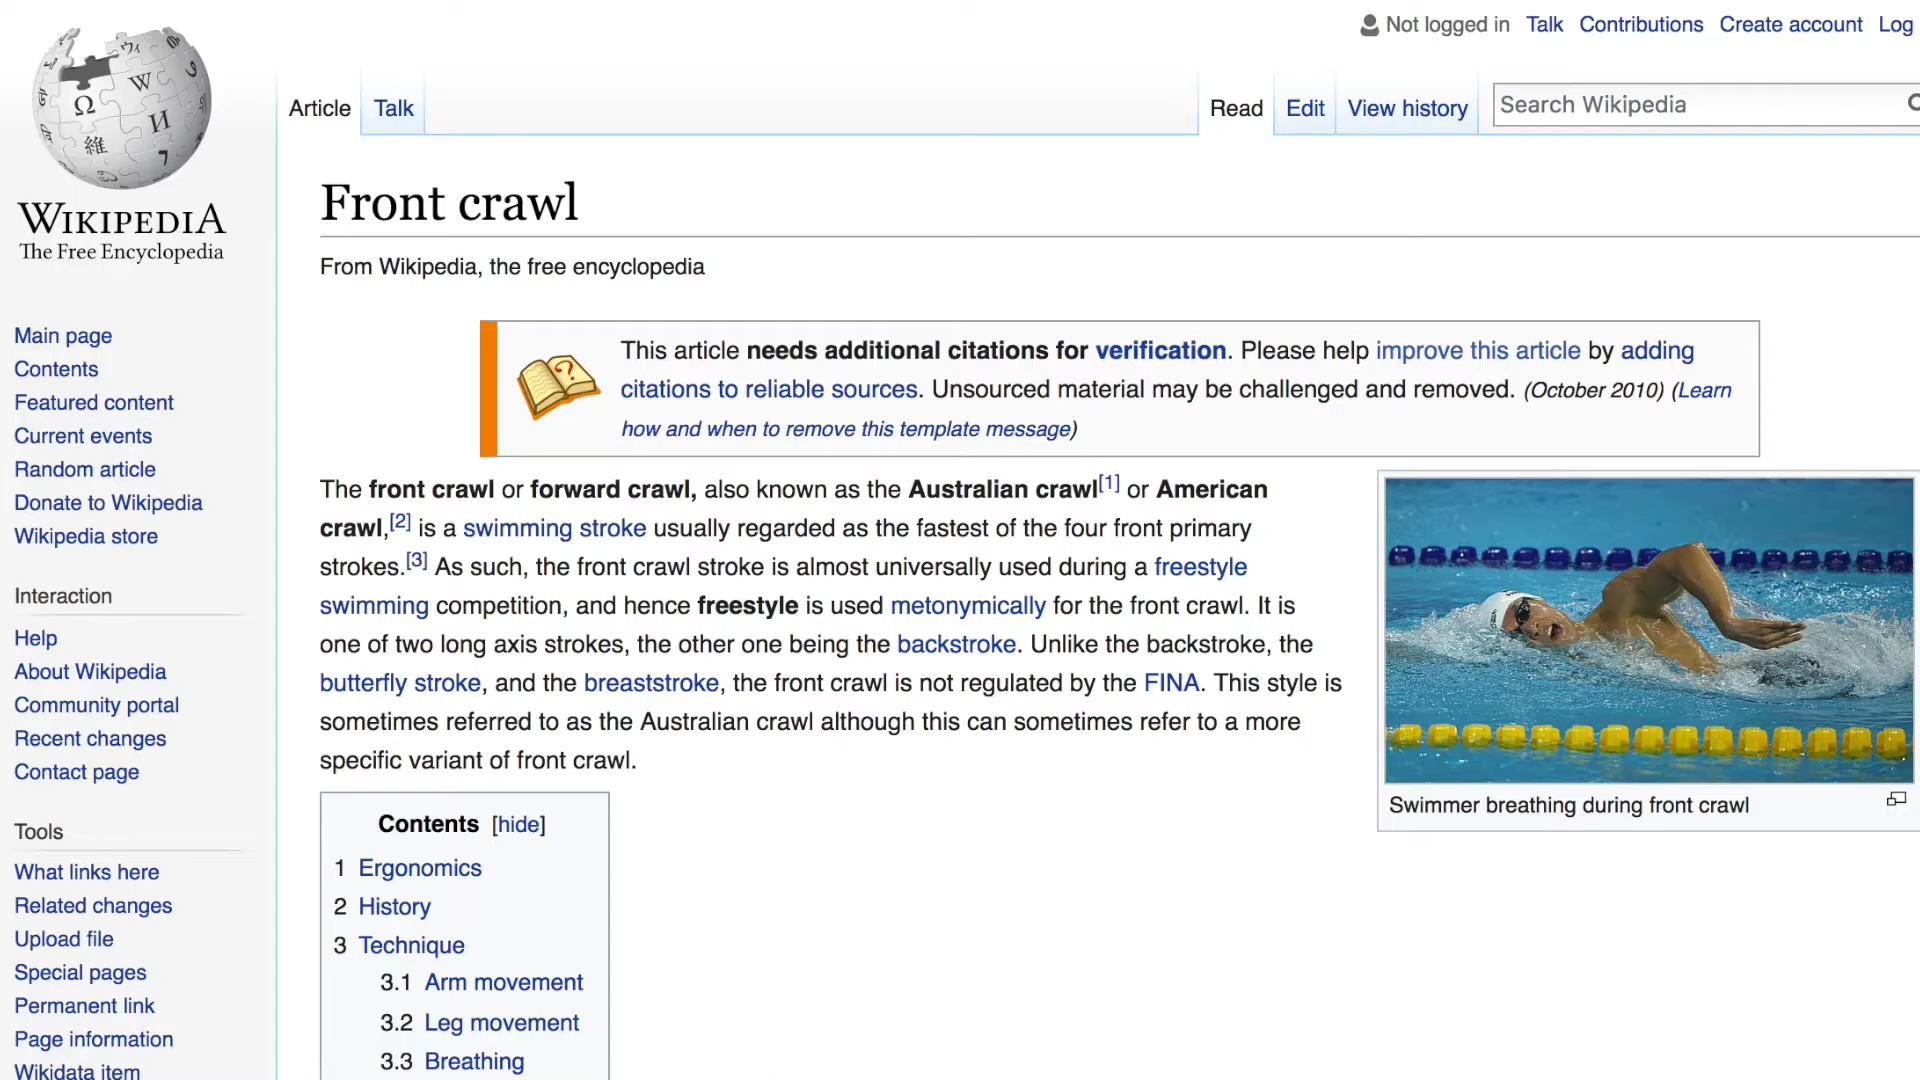 Not logged in Talk Contributions Create account Log
Article Talk Read Edit View history Search Wikipedia
WIKIPEDIA
The Free Encyclopedia
Main page
Contents
Featured content
Current events
Random article
Donate to Wikipedia
Wikipedia store
Interaction
Help
About Wikipedia
Community portal
Recent changes
Contact page
Tools
What links here
Related changes
Upload file
Special pages
Permanent link
Page information
Wikidata item
Front crawl
From Wikipedia, the free encyclopedia
This article needs additional citations for verification. Please help improve this article by adding
citations to reliable sources. Unsourced material may be challenged and removed. (October 2010) (Learn
how and when to remove this template message)
The front crawl or forward crawl, also known as the Australian crawl[1] or American
crawl,[2] is a swimming stroke usually regarded as the fastest of the four front primary
strokes.[3] As such, the front crawl stroke is almost universally used during a freestyle
swimming competition, and hence freestyle is used metonymically for the front crawl. It is
one of two long axis strokes, the other one being the backstroke. Unlike the backstroke, the
butterfly stroke, and the breaststroke, the front crawl is not regulated by the FINA. This style is
sometimes referred to as the Australian crawl although this can sometimes refer to a more
specific variant of front crawl.
Swimmer breathing during front crawl
Contents [hide]
1 Ergonomics
2 History
3 Technique
3.1 Arm movement
3.2 Leg movement
3.3 Breathing